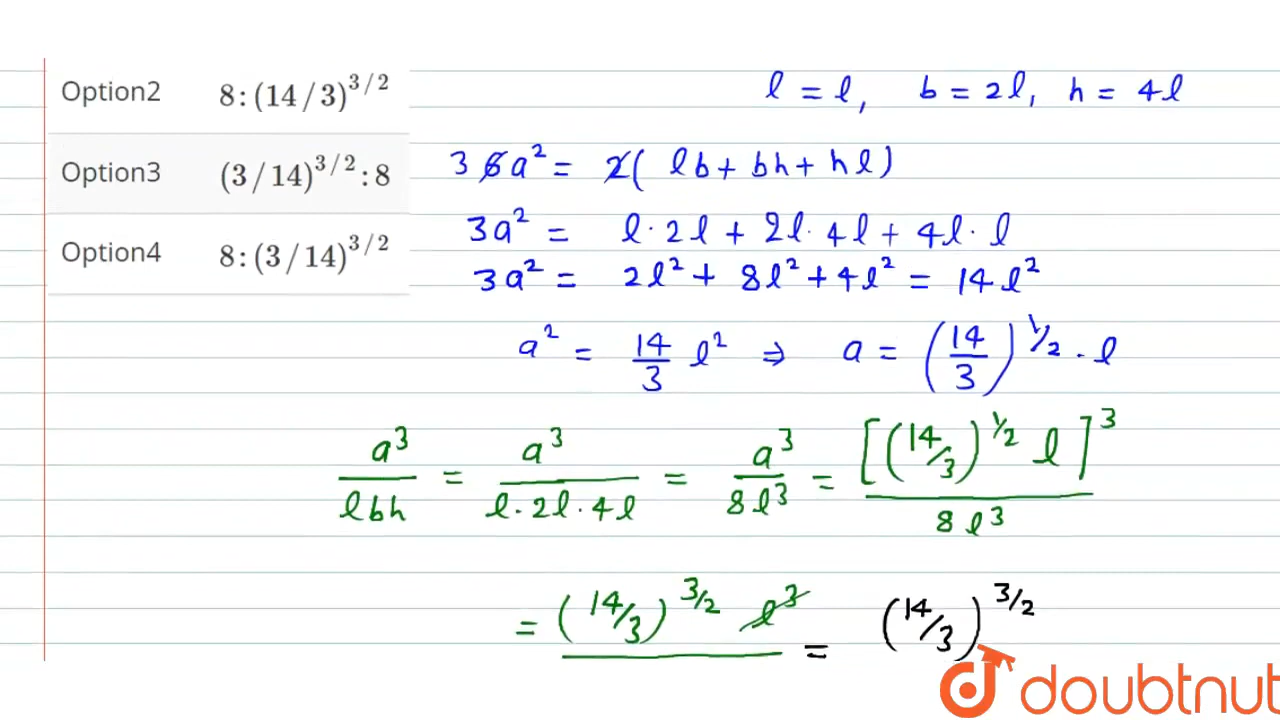 Option2 8:(14/3)^{3/2} l = l, b = 2l, h = 4l
Option3 (3/14)^{3/2}:8 3 6a² = 2( lb + bh + hl)
3a² = l·2l + 2l·4l + 4l·l
Option4 8:(3/14)^{3/2} 3a² = 2l² + 8l² + 4l² = 14l²
a² = 14/3 l² ⇒ a = (14/3)^{1/2} · l
a³/lbh = a³/l·2l·4l = a³/8l³ = [(14/3)^{1/2} l]³/8l³
= (14/3)^{3/2} l³ = (14/3)^{3/2}
doubtnut